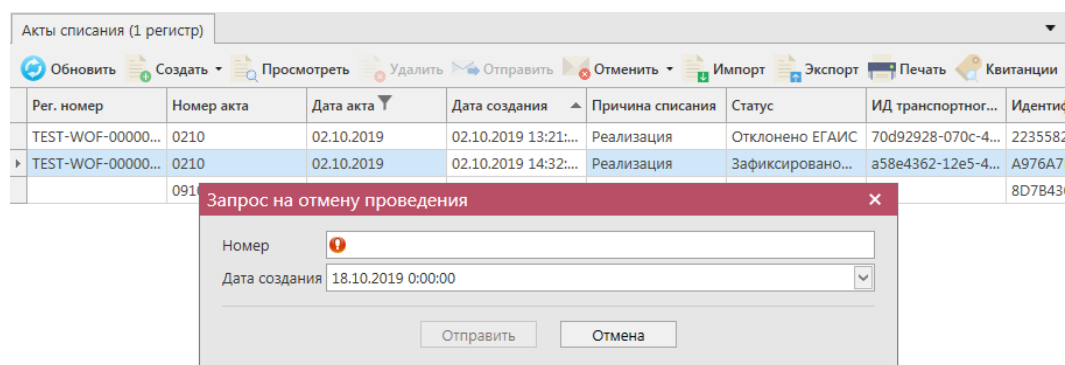 Акты списания (1 регистр)
Обновить Создать Просмотреть Удалить Отправить Отменить Импорт Экспорт Печать Квитанции
Рег. номер Номер акта Дата акта Дата создания Причина списания Статус ИД транспортног... Идентиф
TEST-WOF-00000... 0210 02.10.2019 02.10.2019 13:21:... Реализация Отклонено ЕГАИС 70d92928-070c-4... 2235582
TEST-WOF-00000... 0210 02.10.2019 02.10.2019 14:32:... Реализация Зафиксировано... a58e4362-12e5-4... A976A7
091 8D7B43
Запрос на отмену проведения
Номер
Дата создания 18.10.2019 0:00:00
Отправить Отмена